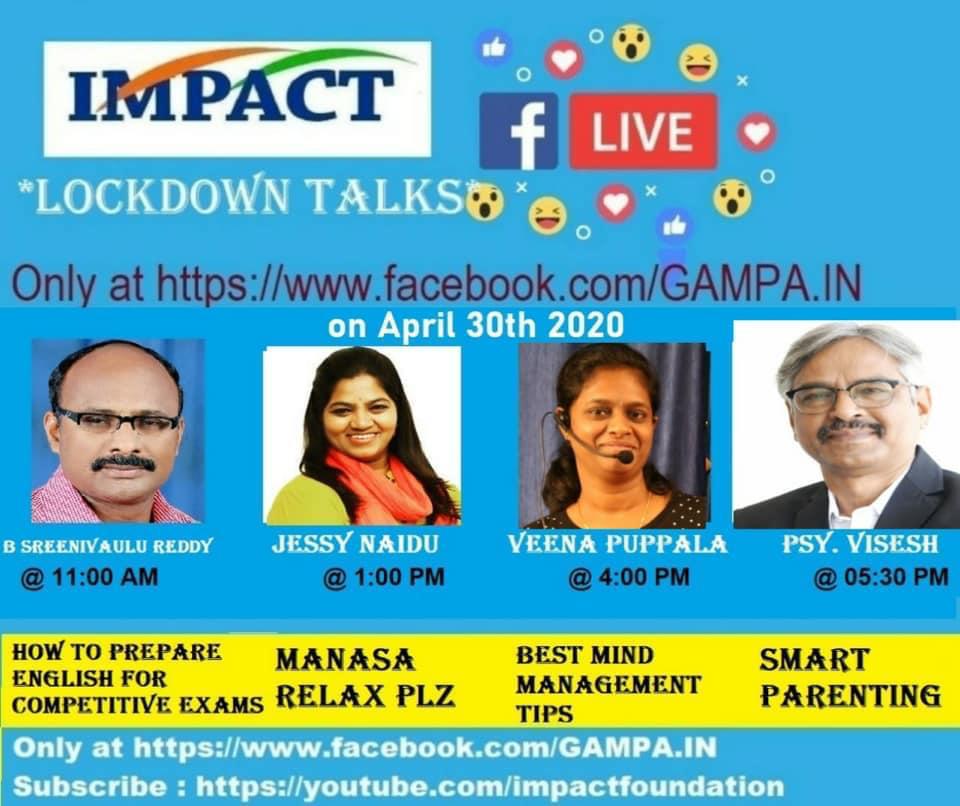 IMPACT
f LIVE
*LOCKDOWN TALKS*
Only at https://www.facebook.com/GAMPA.IN
on April 30th 2020
B SREENIVAULU REDDY
@ 11:00 AM
JESSY NAIDU
@ 1:00 PM
VEENA PUPPALA
@ 4:00 PM
PSY. VISESH
@ 05:30 PM
HOW TO PREPARE
ENGLISH FOR
COMPETITIVE EXAMS
MANASA
RELAX PLZ
BEST MIND
MANAGEMENT
TIPS
SMART
PARENTING
Only at https://www.facebook.com/GAMPA.IN
Subscribe : https://youtube.com/impactfoundation